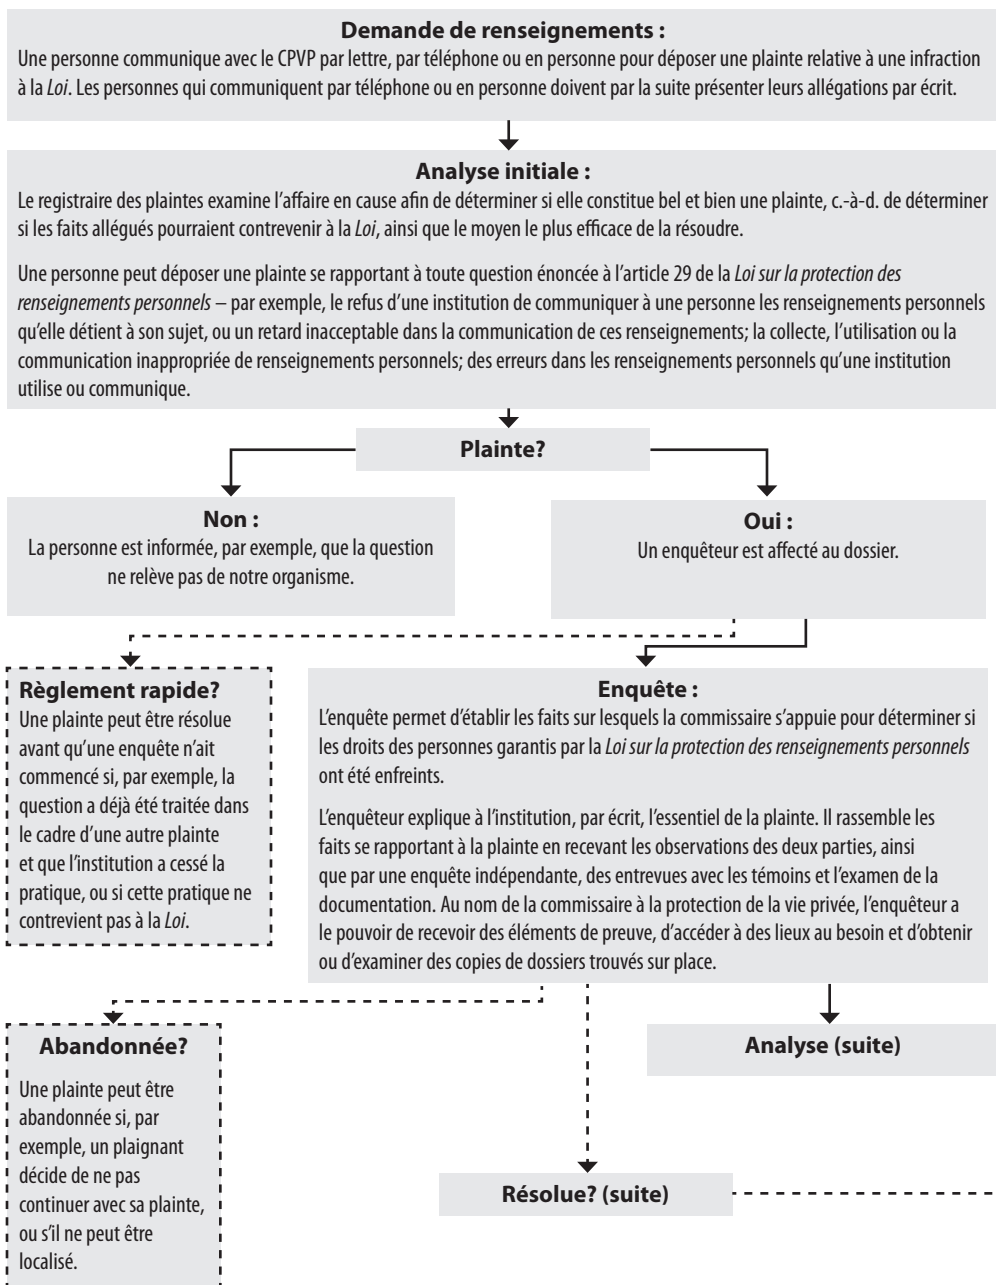 Demande de renseignements :
Une personne communique avec le CPVP par lettre, par téléphone ou en personne pour déposer une plainte relative à une infraction
à la Loi. Les personnes qui communiquent par téléphone ou en personne doivent par la suite présenter leurs allégations par écrit.
Analyse initiale :
Le registraire des plaintes examine l'affaire en cause afin de déterminer si elle constitue bel et bien une plainte, c.-à-d. de déterminer
si les faits allégués pourraient contrevenir à la Loi, ainsi que le moyen le plus efficace de la résoudre.
Une personne peut déposer une plainte se rapportant à toute question énoncée à l'article 29 de la Loi sur la protection des
renseignements personnels – par exemple, le refus d'une institution de communiquer à une personne les renseignements personnels
qu'elle détient à son sujet, ou un retard inacceptable dans la communication de ces renseignements; la collecte, l'utilisation ou la
communication inappropriée de renseignements personnels; des erreurs dans les renseignements personnels qu'une institution
utilise ou communique.
Plainte?
Non :
La personne est informée, par exemple, que la question
ne relève pas de notre organisme.
Oui :
Un enquêteur est affecté au dossier.
Règlement rapide?
Une plainte peut être résolue
avant qu'une enquête n'ait
commencé si, par exemple, la
question a déjà été traitée dans
le cadre d'une autre plainte
et que l'institution a cessé la
pratique, ou si cette pratique ne
contrevient pas à la Loi.
Enquête :
L'enquête permet d'établir les faits sur lesquels la commissaire s'appuie pour déterminer si
les droits des personnes garantis par la Loi sur la protection des renseignements personnels
ont été enfreints.
L'enquêteur explique à l'institution, par écrit, l'essentiel de la plainte. Il rassemble les
faits se rapportant à la plainte en recevant les observations des deux parties, ainsi
que par une enquête indépendante, des entrevues avec les témoins et l'examen de la
documentation. Au nom de la commissaire à la protection de la vie privée, l'enquêteur a
le pouvoir de recevoir des éléments de preuve, d'accéder à des lieux au besoin et d'obtenir
ou d'examiner des copies de dossiers trouvés sur place.
Abandonnée?
Une plainte peut être
abandonnée si, par
exemple, un plaignant
décide de ne pas
continuer avec sa plainte,
ou s'il ne peut être
localisé.
Analyse (suite)
Résolue? (suite)